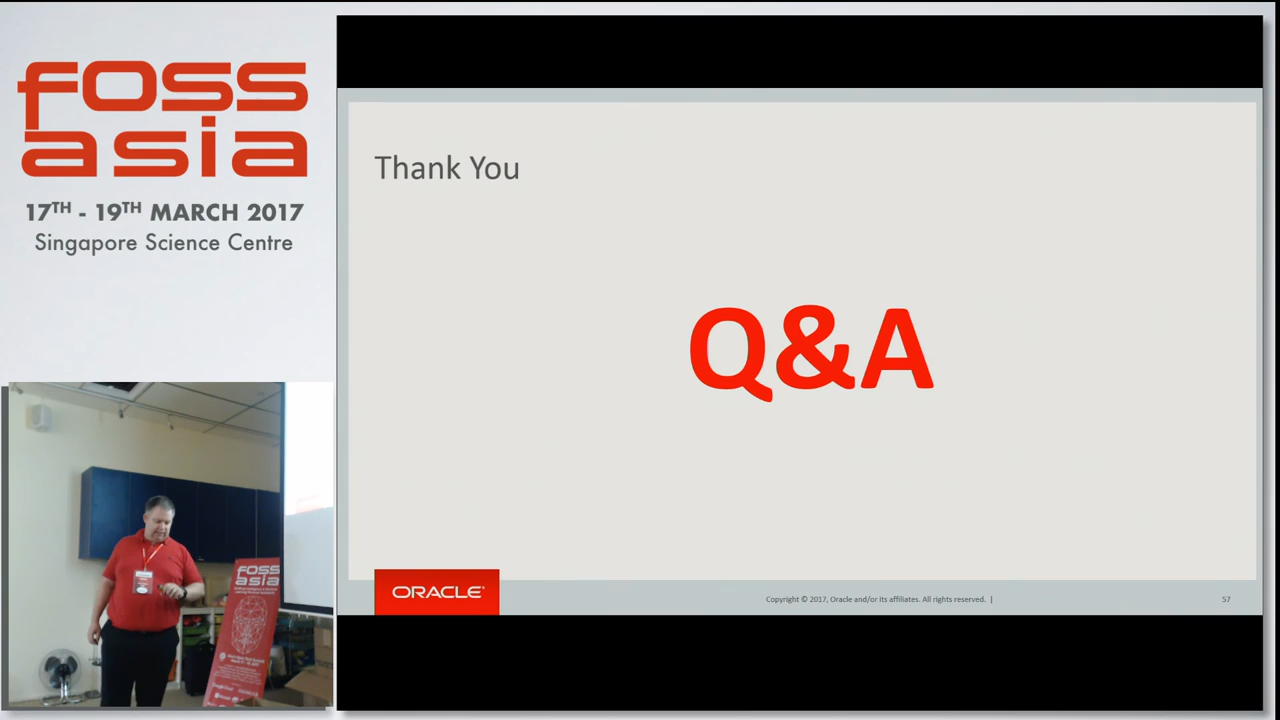 foss
asia
17TH - 19TH MARCH 2017
Singapore Science Centre
Thank You
Q&A
ORACLE
Copyright © 2017, Oracle and/or its affiliates. All rights reserved. |
57
foss
asia